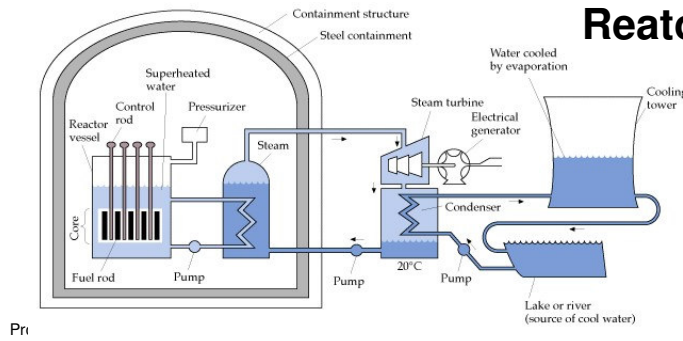 Reato
Containment structure
Steel containment
Water cooled
by evaporation
Superheated
water
Control
rod
Pressurizer
Reactor
vessel
Steam
Steam turbine
Electrical
generator
Cooling
tower
Core
Condenser
Fuel rod
Pump
Pump
20°C
Pump
Lake or river
(source of cool water)
Pr